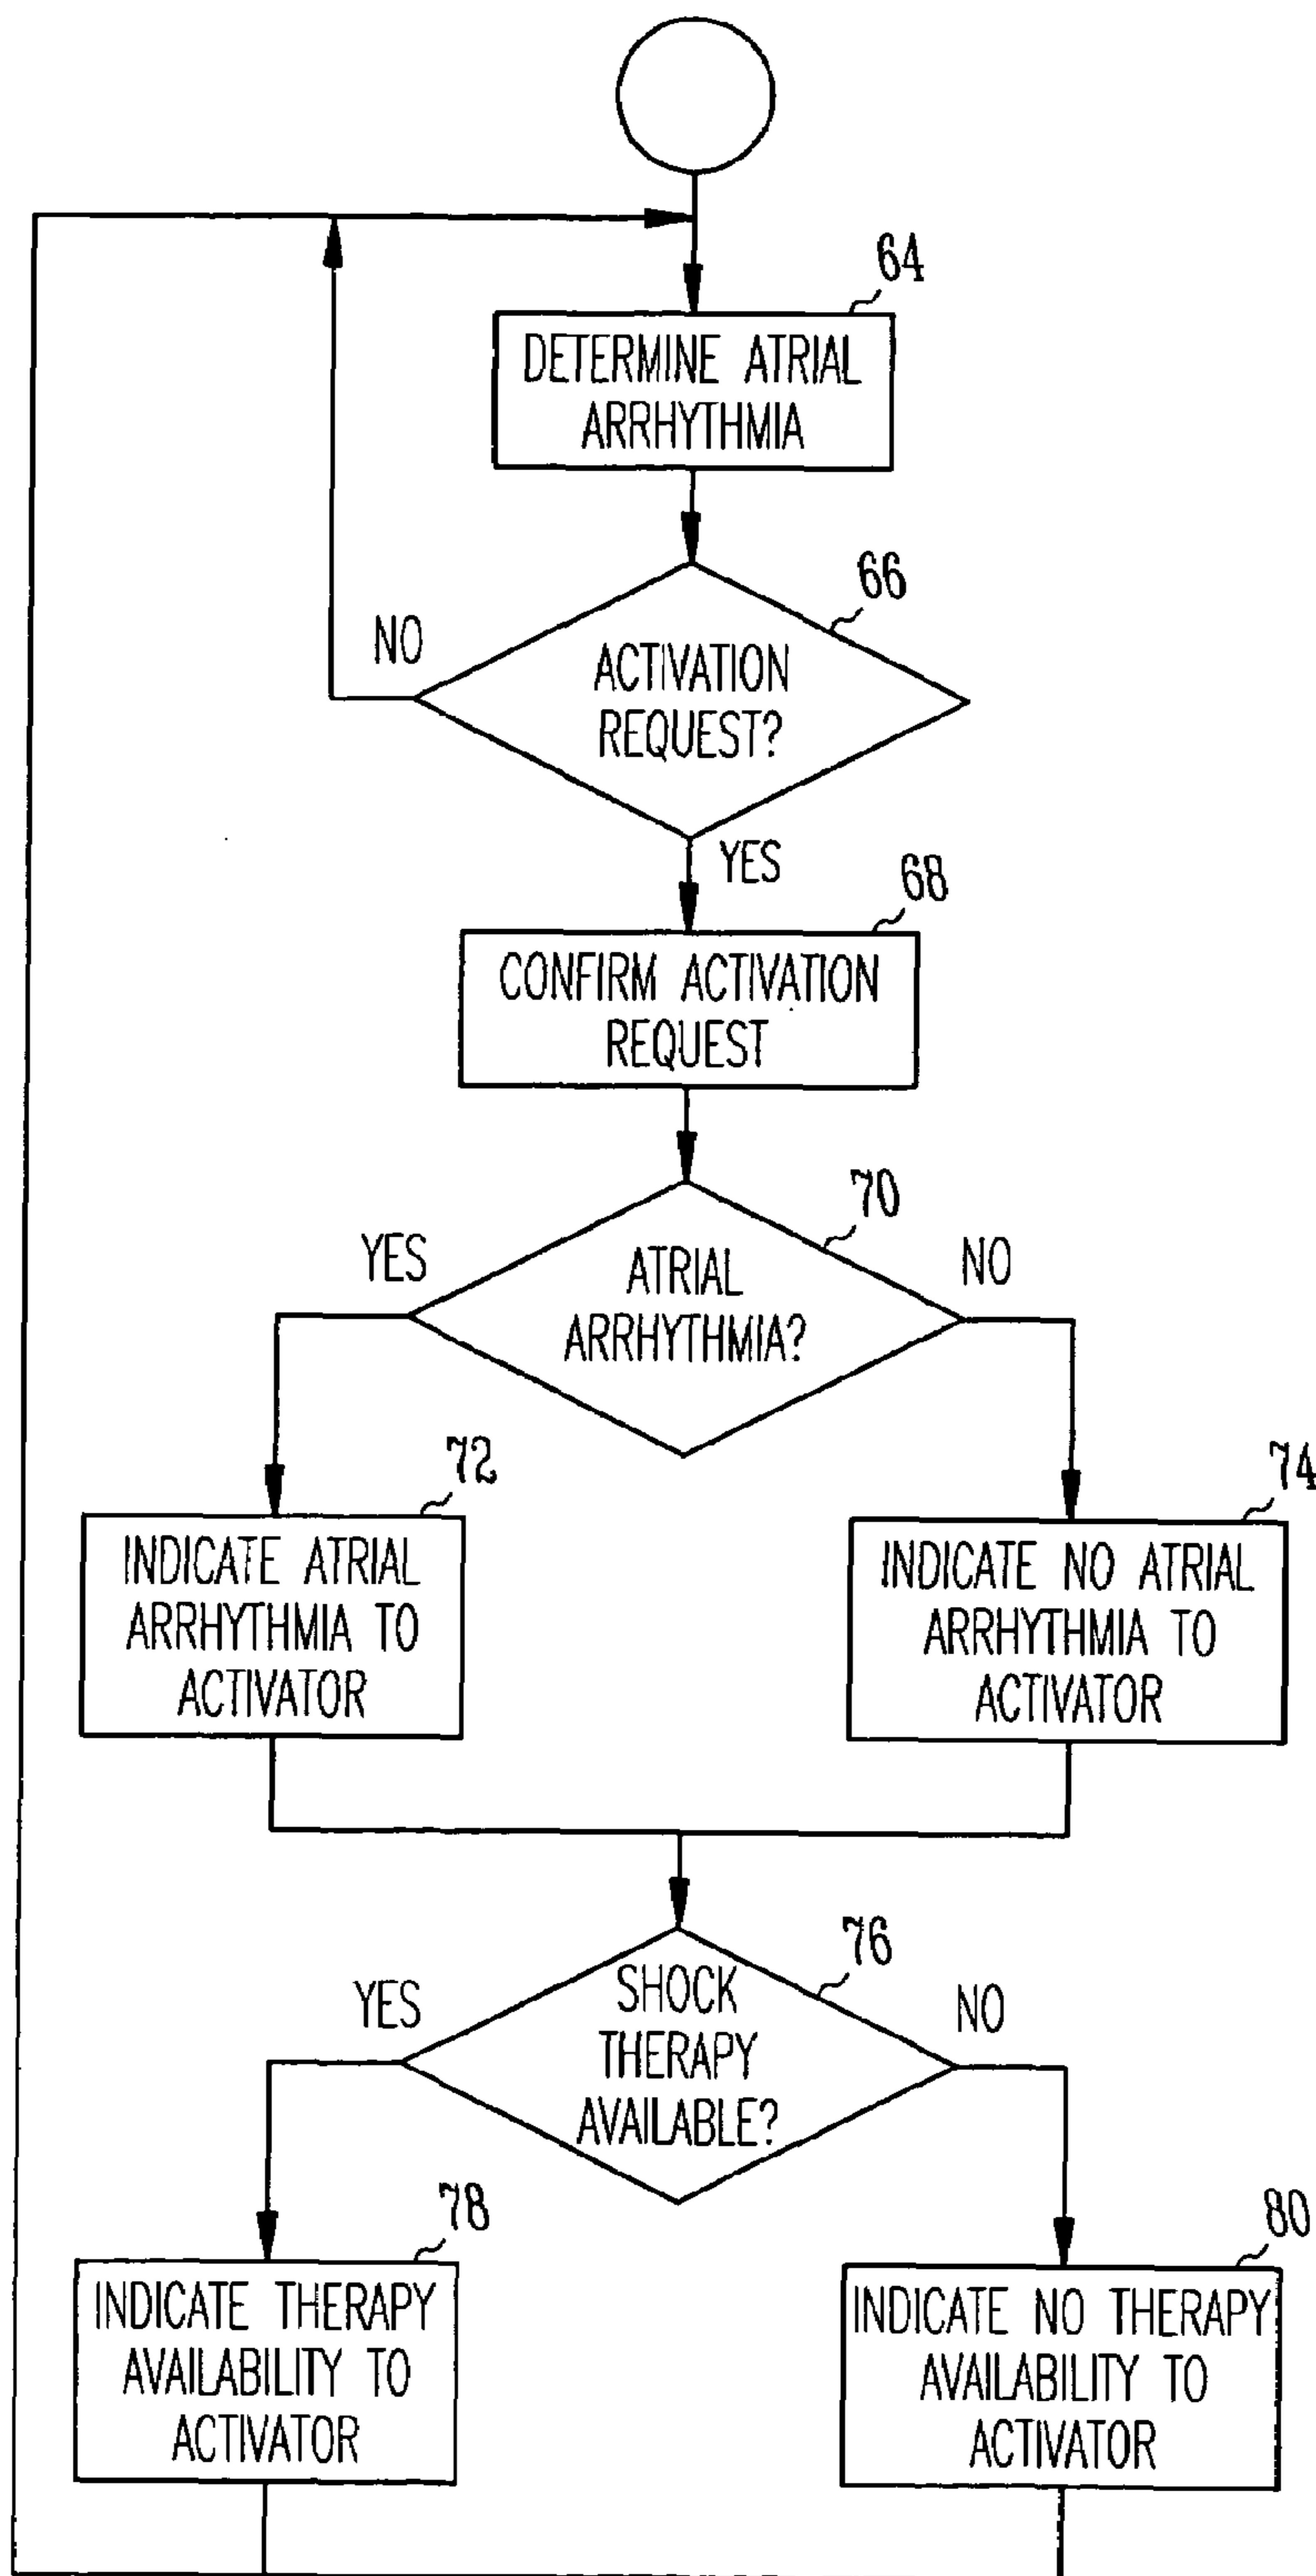 64
DETERMINE ATRIAL
ARRHYTHMIA
66
NO
ACTIVATION
REQUEST?
YES
68
CONFIRM ACTIVATION
REQUEST
70
YES
NO
ATRIAL
ARRHYTHMIA?
72
74
INDICATE ATRIAL
ARRHYTHMIA TO
ACTIVATOR
INDICATE NO ATRIAL
ARRHYTHMIA TO
ACTIVATOR
76
YES
NO
SHOCK
THERAPY
AVAILABLE?
78
80
INDICATE THERAPY
AVAILABILITY TO
ACTIVATOR
INDICATE NO THERAPY
AVAILABILITY TO
ACTIVATOR